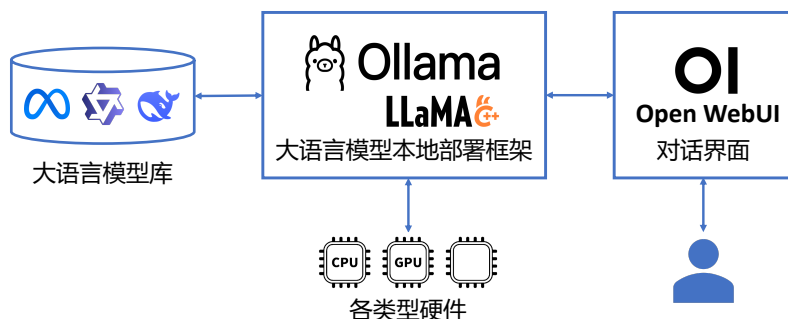 大语言模型库
Ollama
LLaMA C++
大语言模型本地部署框架
OI
Open WebUI
对话界面
CPU
GPU
各类型硬件